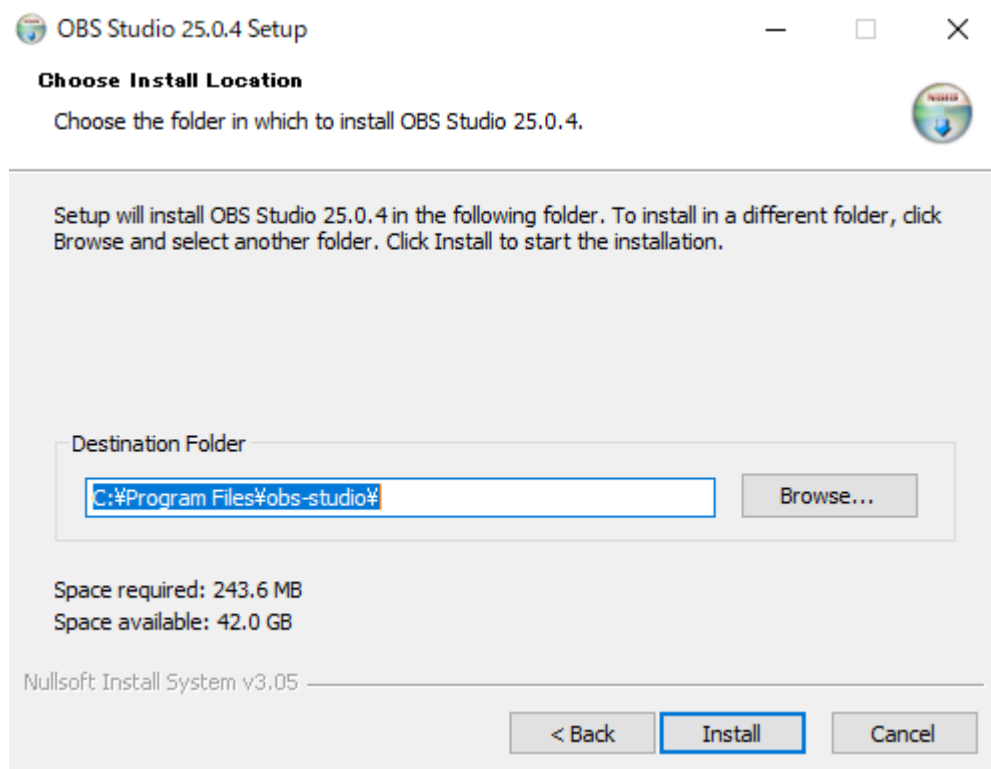 OBS Studio 25.0.4 Setup
Choose Install Location
Choose the folder in which to install OBS Studio 25.0.4.
NSIS
Setup will install OBS Studio 25.0.4 in the following folder. To install in a different folder, click
Browse and select another folder. Click Install to start the installation.
Destination Folder
C:¥Program Files¥obs-studio¥
Browse...
Space required: 243.6 MB
Space available: 42.0 GB
Nullsoft Install System v3.05
< Back
Install
Cancel